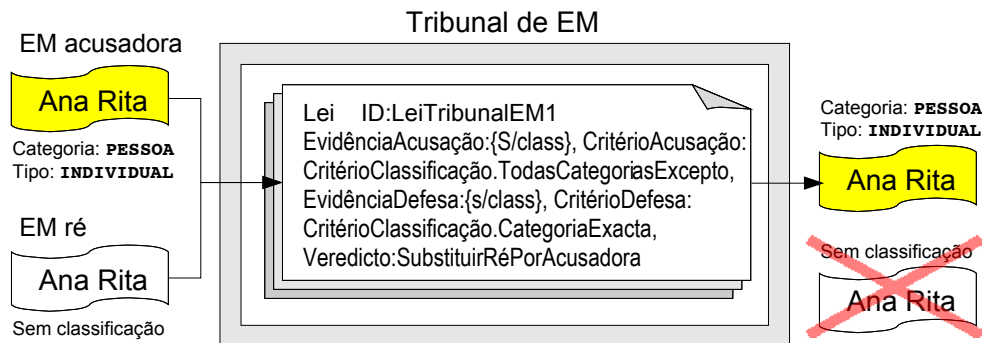 Tribunal de EM
EM acusadora
Ana Rita
Categoria: PESSOA
Tipo: INDIVIDUAL
EM ré
Ana Rita
Sem classificação
Lei ID:LeiTribunalEM1
EvidênciaAcusação:{S/class}, CritérioAcusação:
CritérioClassificação.TodasCategoriasExcepto,
EvidênciaDefesa:{s/class}, CritérioDefesa:
CritérioClassificação.CategoriaExacta,
Veredicto:SubstituirRéPorAcusadora
Categoria: PESSOA
Tipo: INDIVIDUAL
Ana Rita
Sem classificação
Ana Rita